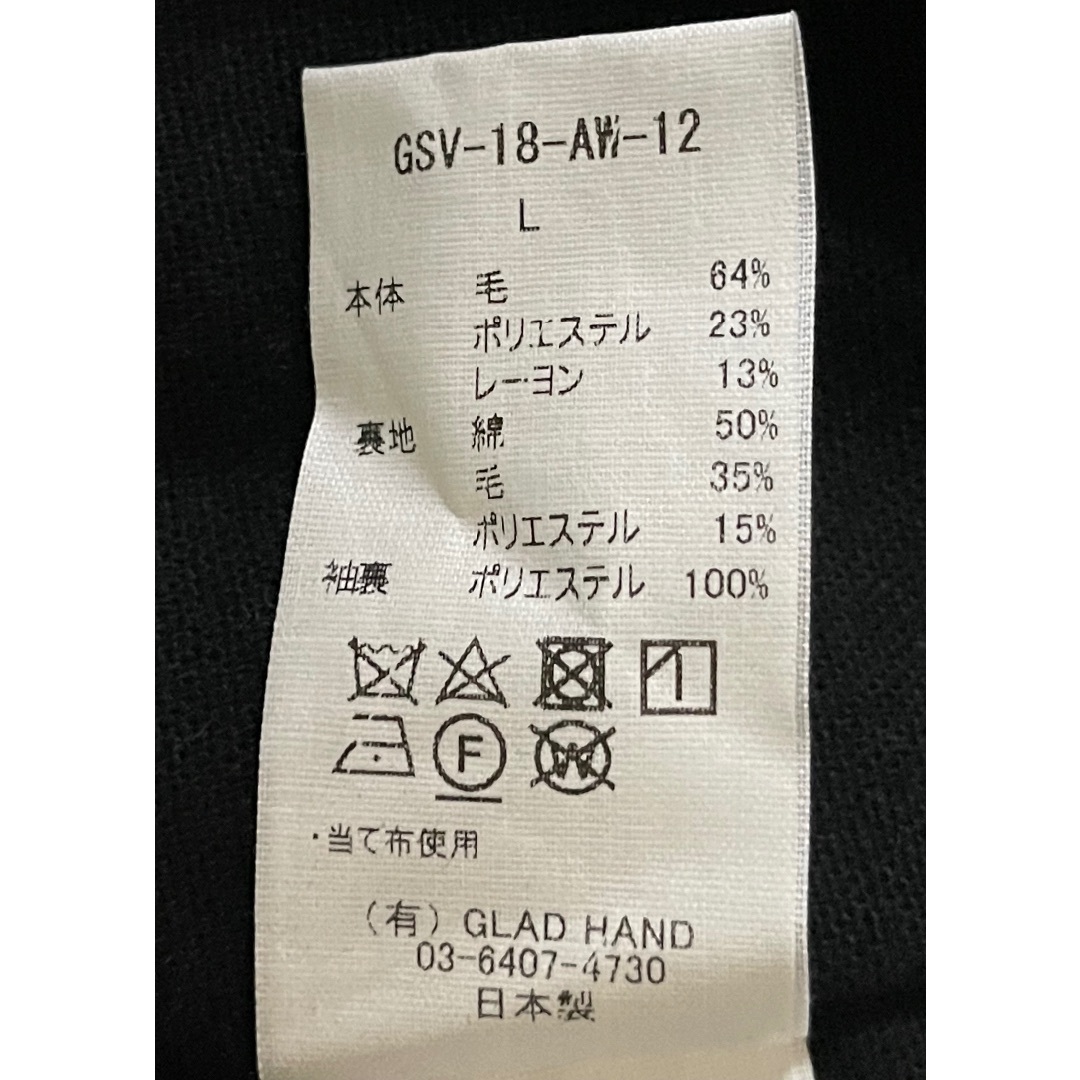 GSV-18-AW-12
L
本体 毛 64%
ポリエステル 23%
レーヨン 13%
裏地 綿 50%
毛 35%
ポリエステル 15%
袖裏 ポリエステル 100%
F
W
・当て布使用
(有) GLAD HAND
03-6407-4730
日本製